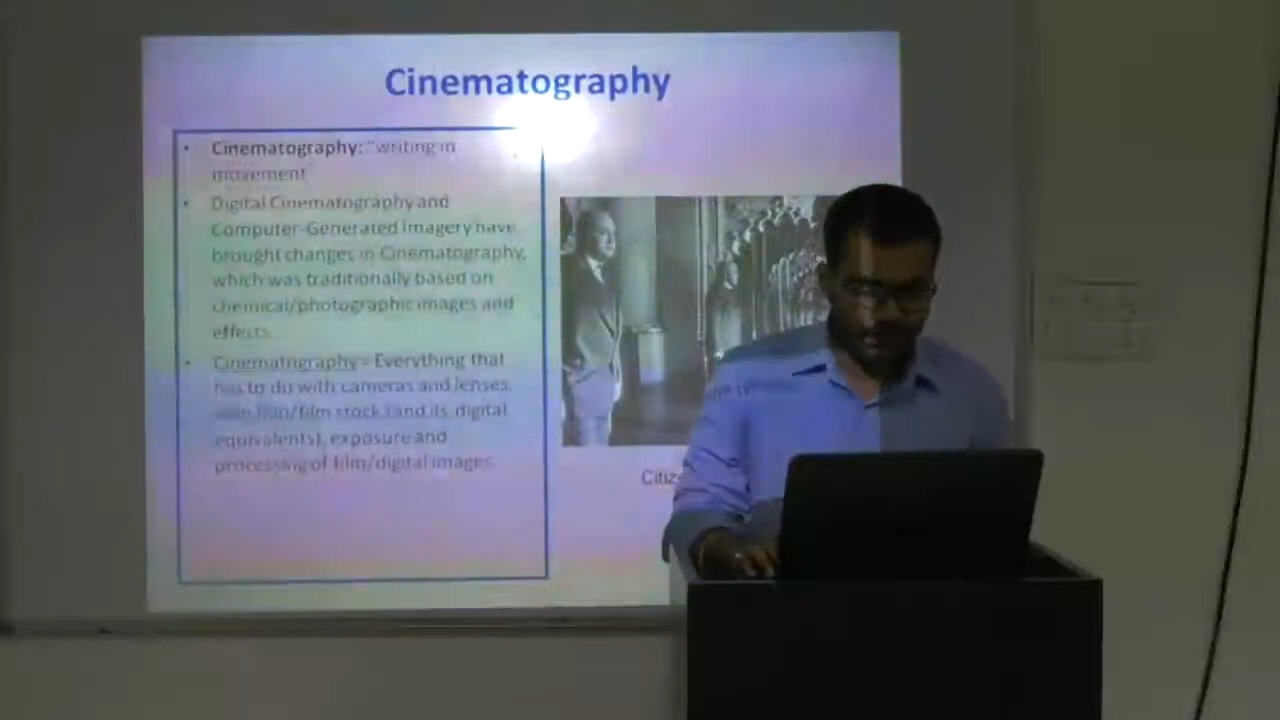 Cinematography
• Cinematography: "writing in
movement"
• Digital Cinematography and
Computer-Generated Imagery have
brought changes in Cinematography,
which was traditionally based on
chemical/photographic images and
effects.
• Cinematography = Everything that
has to do with cameras and lenses,
film/film stock (and its digital
equivalents), exposure and
processing of film/digital images.